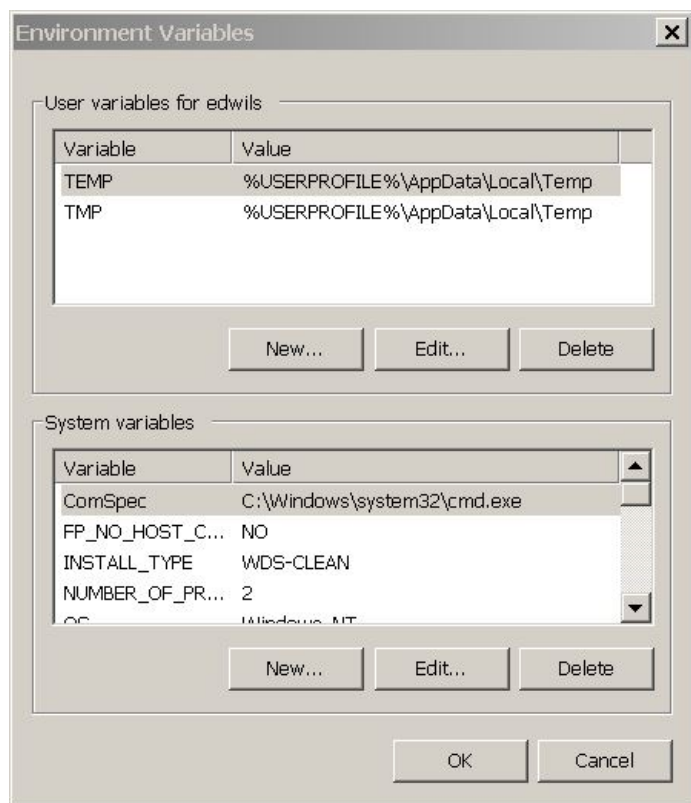 Environment Variables
User variables for edwils
Variable Value
TEMP %USERPROFILE%\AppData\Local\Temp
TMP %USERPROFILE%\AppData\Local\Temp
New... Edit... Delete
System variables
Variable Value
ComSpec C:\Windows\system32\cmd.exe
FP_NO_HOST_C... NO
INSTALL_TYPE WDS-CLEAN
NUMBER_OF_PR... 2
OS Windows_NT
New... Edit... Delete
OK Cancel